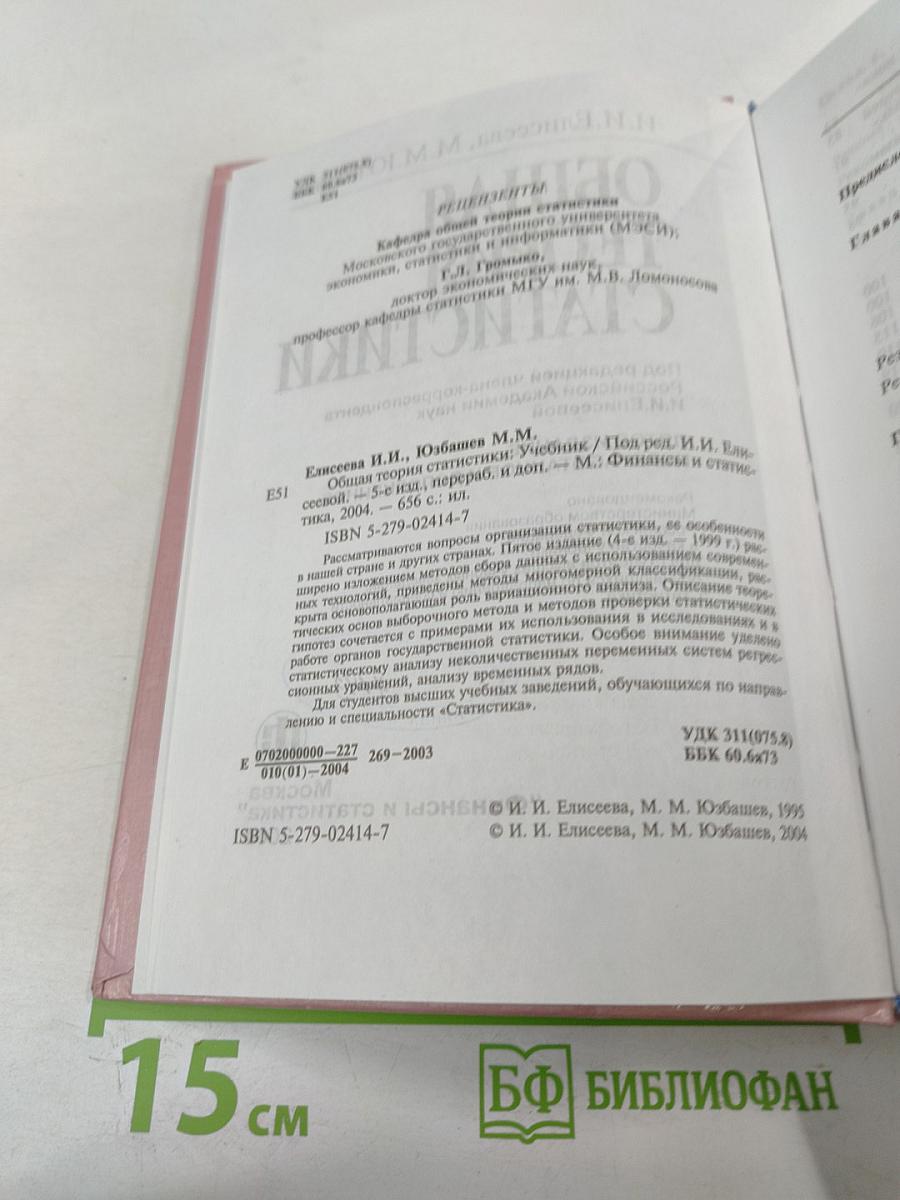 УДК 311(075.8)
ББК 60.6я73
Е51
РЕЦЕНЗЕНТЫ:
Кафедра общей теории статистики
Московского государственного университета
экономики, статистики и информатики (МЭСИ);
Г.Л. Громыко,
доктор экономических наук,
профессор кафедры статистики МГУ им. М.В. Ломоносова
Елисеева И.И., Юзбашев М.М.
Е51 Общая теория статистики: Учебник / Под ред. И.И. Ели-
сеевой. — 5-е изд., перераб. и доп. — М.: Финансы и статис-
тика, 2004. — 656 с.: ил.
ISBN 5-279-02414-7
Рассматриваются вопросы организации статистики, ее особенности
в нашей стране и других странах. Пятое издание (4-е изд. — 1999 г.) рас-
ширено изложением методов сбора данных с использованием современ-
ных технологий, приведены методы многомерной классификации, рас-
крыта основополагающая роль вариационного анализа. Описание теоре-
тических основ выборочного метода и методов проверки статистических
гипотез сочетается с примерами их использования в исследованиях и в
работе органов государственной статистики. Особое внимание уделено
статистическому анализу неколичественных переменных систем регрес-
сионных уравнений, анализу временных рядов.
Для студентов высших учебных заведений, обучающихся по направ-
лению и специальности «Статистика».
Е 0702000000—227 269—2003
010(01)—2004
УДК 311(075.8)
ББК 60.6я73
© И. И. Елисеева, М. М. Юзбашев, 1995
ISBN 5-279-02414-7 © И. И. Елисеева, М. М. Юзбашев, 2004
15 см
БФ БИБЛИОФАН